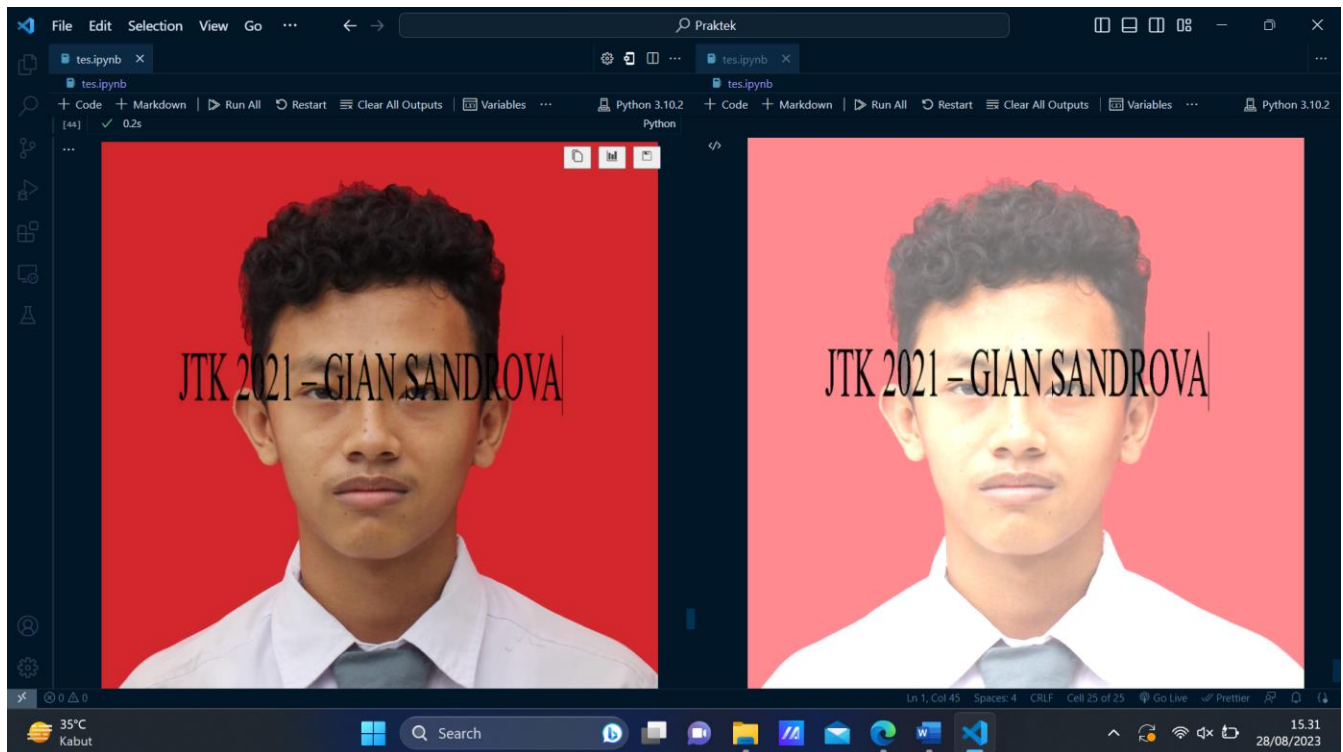 File Edit Selection View Go ··· Praktek
tes.ipynb tes.ipynb
tes.ipynb tes.ipynb
+ Code + Markdown | Run All Restart Clear All Outputs | Variables ··· Python 3.10.2 + Code + Markdown | Run All Restart Clear All Outputs | Variables ··· Python 3.10.2
[44] ✓ 0.2s Python
JTK 2021 – GIAN SANDROVA JTK 2021 – GIAN SANDROVA
0 0 Ln 1, Col 45 Spaces: 4 CRLF Cell 25 of 25 Go Live Prettier
35°C Search 15.31
Kabut 28/08/2023